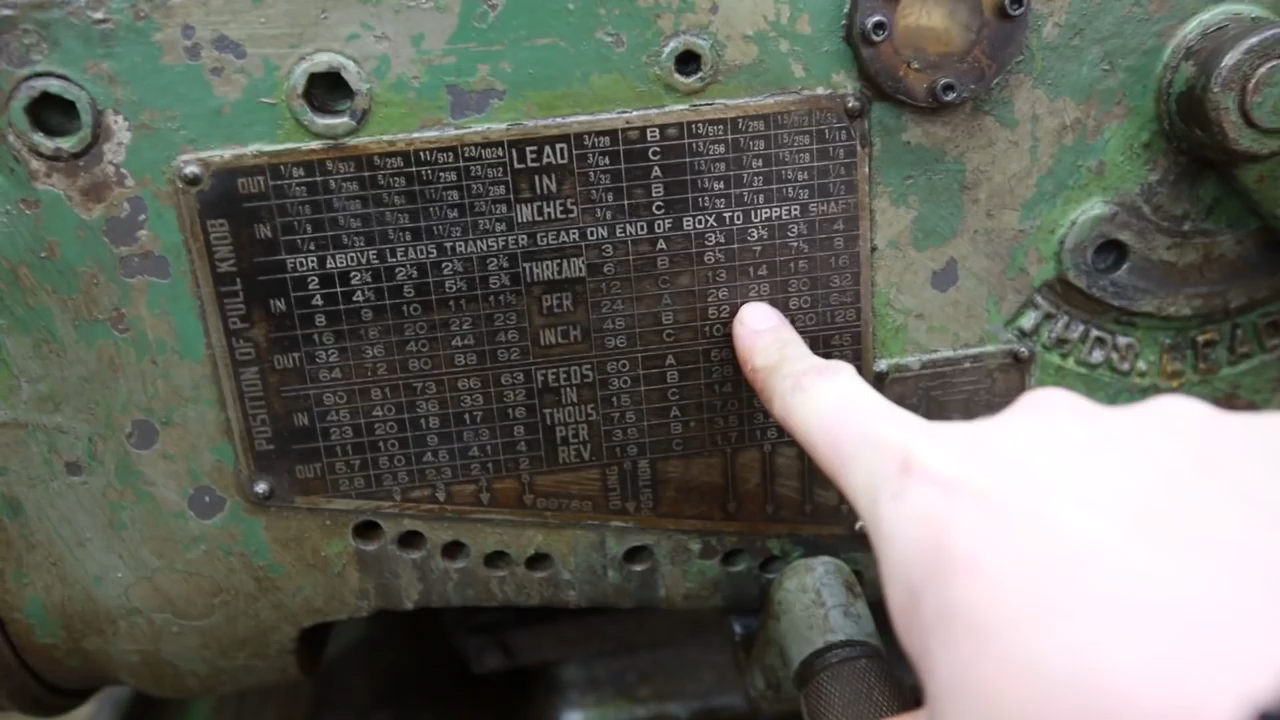 OUT 1/64 9/512 5/256 11/512 23/1024 LEAD 3/128 B 13/512 7/256 15/512 1/32
9/256 5/128 11/256 23/512 3/64 C 13/256 7/128 15/256 1/16
1/16 5/64 11/128 23/256 IN 3/32 A 13/128 7/64 15/128 1/8
IN 1/8 9/64 5/32 11/64 23/128 3/16 B 13/64 7/32 15/64 1/4
1/4 9/32 5/16 11/32 23/64 INCHES 3/8 C 13/32 7/16 15/32 1/2
FOR ABOVE LEADS TRANSFER GEAR ON END OF BOX TO UPPER SHAFT
2 2¼ 2½ 2¾ 2⅞ THREADS 3 A 3¼ 3½ 3¾ 4
IN 4 4½ 5 5½ 5¾ 6 B 6½ 7 7½ 8
8 9 10 11 11½ PER 12 C 13 14 15 16
16 18 20 22 23 24 A 26 28 30 32
OUT 32 36 40 44 46 INCH 48 B 52 60 64
64 72 80 88 92 96 C 128
90 81 73 66 63 FEEDS 60 A 45
IN 45 40 36 33 32 IN 30 B 28
23 20 18 17 16 THOUS 15 C 14
11 10 9 8.3 8 PER 7.5 A 7.0
OUT 5.7 5.0 4.5 4.1 4 REV. 3.8 B 3.5
2.8 2.5 2.3 2.1 2 1.9 C 1.7 1.6
POSITION OF PULL KNOB
99769
OILING
POSITION
THDS.